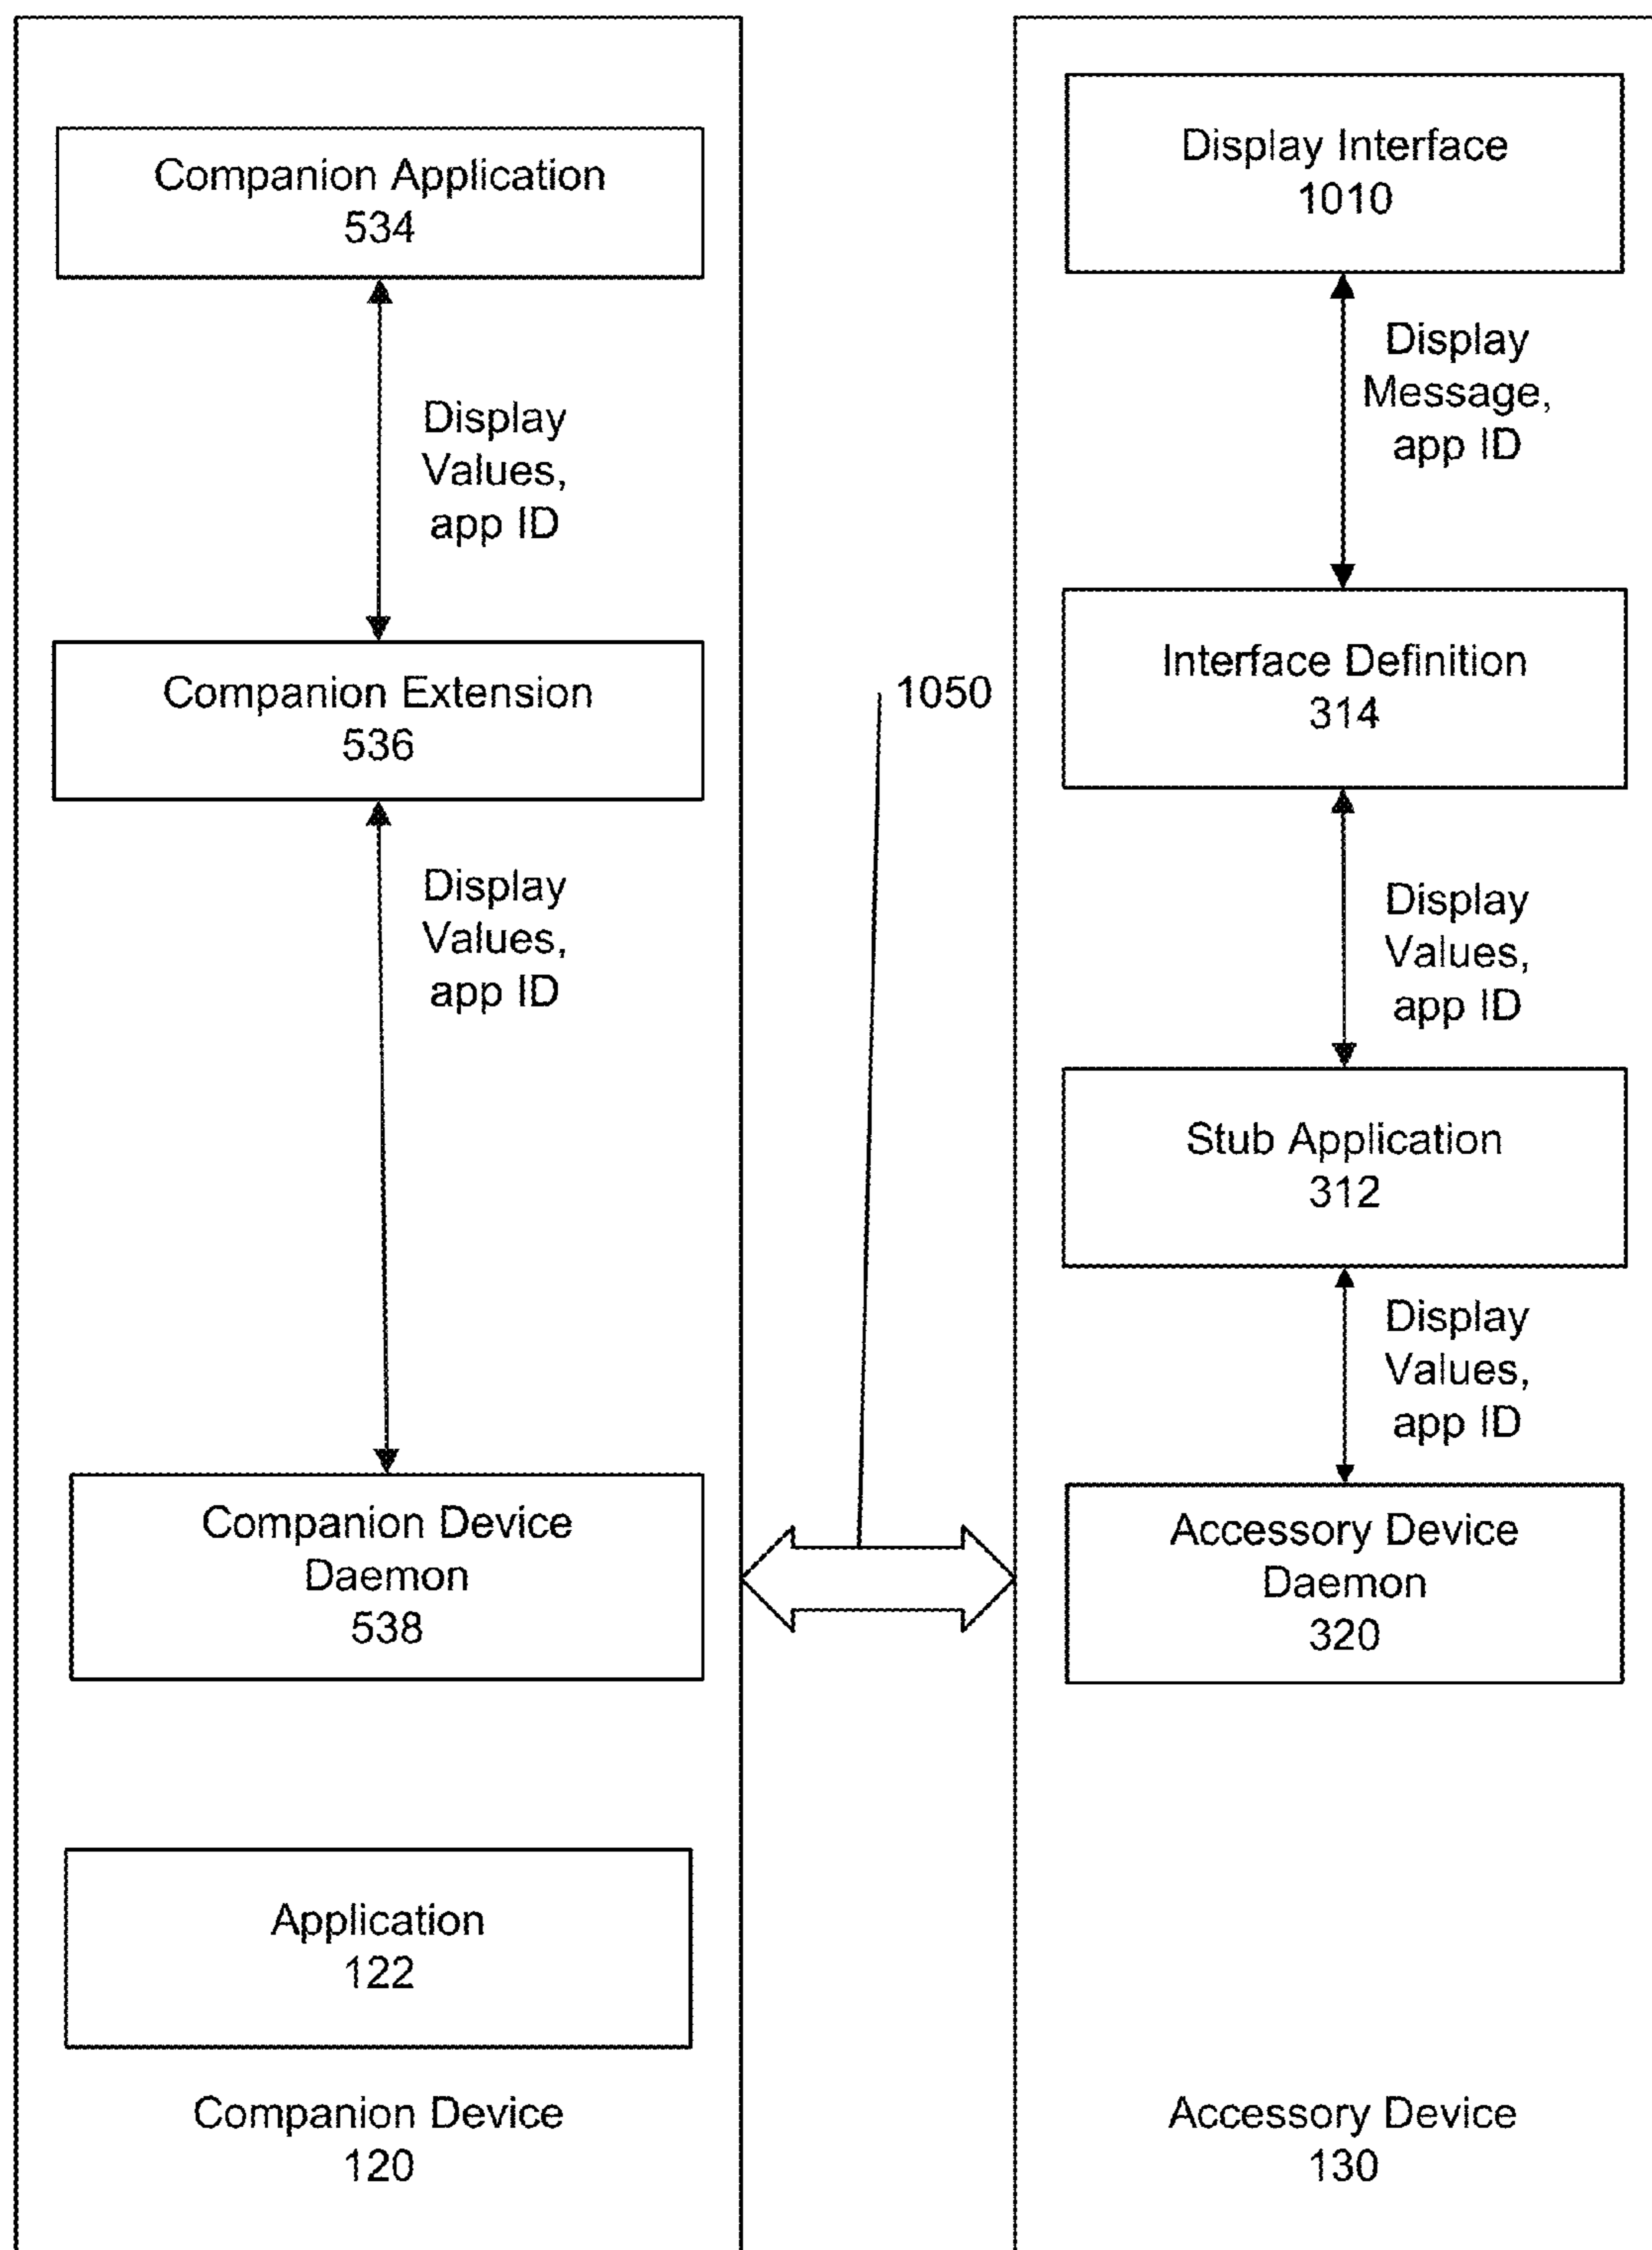 Companion Application
534
Display
Values,
app ID
Companion Extension
536
Display
Values,
app ID
Companion Device
Daemon
538
Application
122
Companion Device
120
1050
Display Interface
1010
Display
Message,
app ID
Interface Definition
314
Display
Values,
app ID
Stub Application
312
Display
Values,
app ID
Accessory Device
Daemon
320
Accessory Device
130